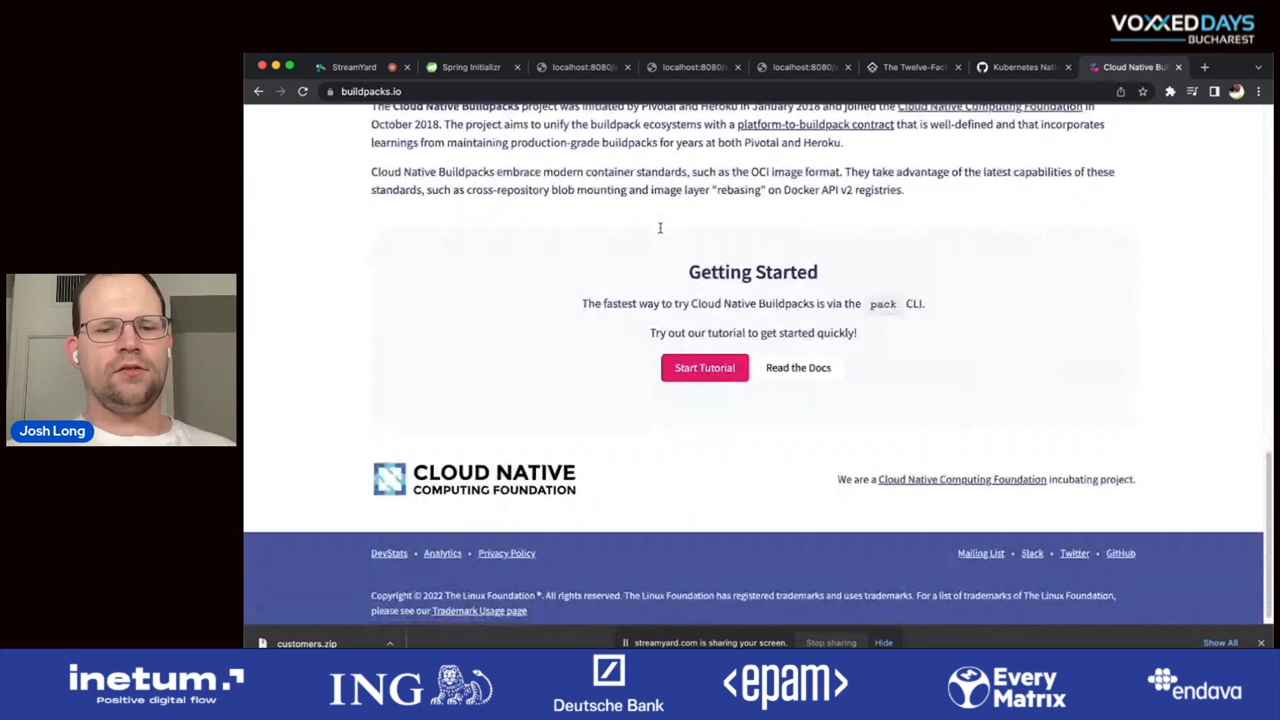 VOXXED DAYS
BUCHAREST
StreamYard
Spring Initializr
localhost:8080/
localhost:8080/
localhost:8080/
The Twelve-Fact
Kubernetes Nati
Cloud Native Bui
buildpacks.io
The Cloud Native Buildpacks project was initiated by Pivotal and Heroku in January 2018 and joined the Cloud Native Computing Foundation in
October 2018. The project aims to unify the buildpack ecosystems with a platform-to-buildpack contract that is well-defined and that incorporates
learnings from maintaining production-grade buildpacks for years at both Pivotal and Heroku.
Cloud Native Buildpacks embrace modern container standards, such as the OCI image format. They take advantage of the latest capabilities of these
standards, such as cross-repository blob mounting and image layer "rebasing" on Docker API v2 registries.
Getting Started
The fastest way to try Cloud Native Buildpacks is via the pack CLI.
Try out our tutorial to get started quickly!
Start Tutorial
Read the Docs
Josh Long
CLOUD NATIVE
COMPUTING FOUNDATION
We are a Cloud Native Computing Foundation incubating project.
DevStats • Analytics • Privacy Policy
Mailing List • Slack • Twitter • GitHub
Copyright © 2022 The Linux Foundation®. All rights reserved. The Linux Foundation has registered trademarks and uses trademarks. For a list of trademarks of The Linux Foundation,
please see our Trademark Usage page
customers.zip
streamyard.com is sharing your screen.
Stop sharing
Hide
Show All
inetum.
Positive digital flow
ING
Deutsche Bank
<epam>
Every
Matrix
endava